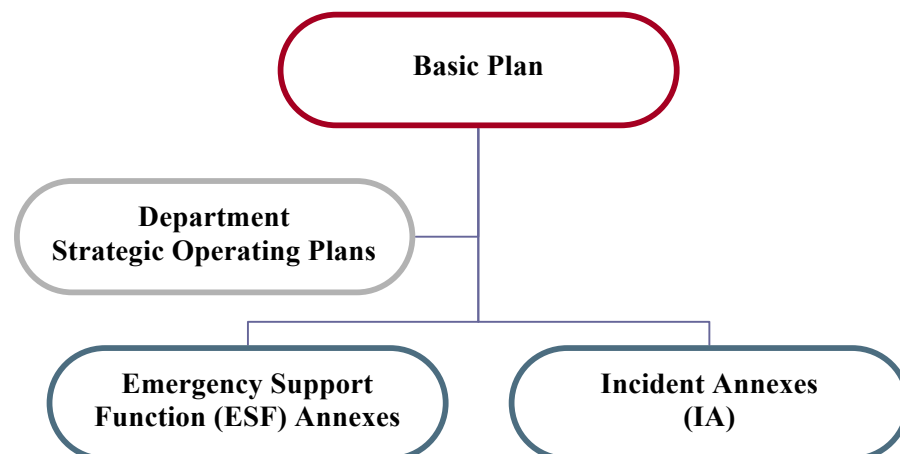 Basic Plan
Department
Strategic Operating Plans
Emergency Support
Function (ESF) Annexes
Incident Annexes
(IA)